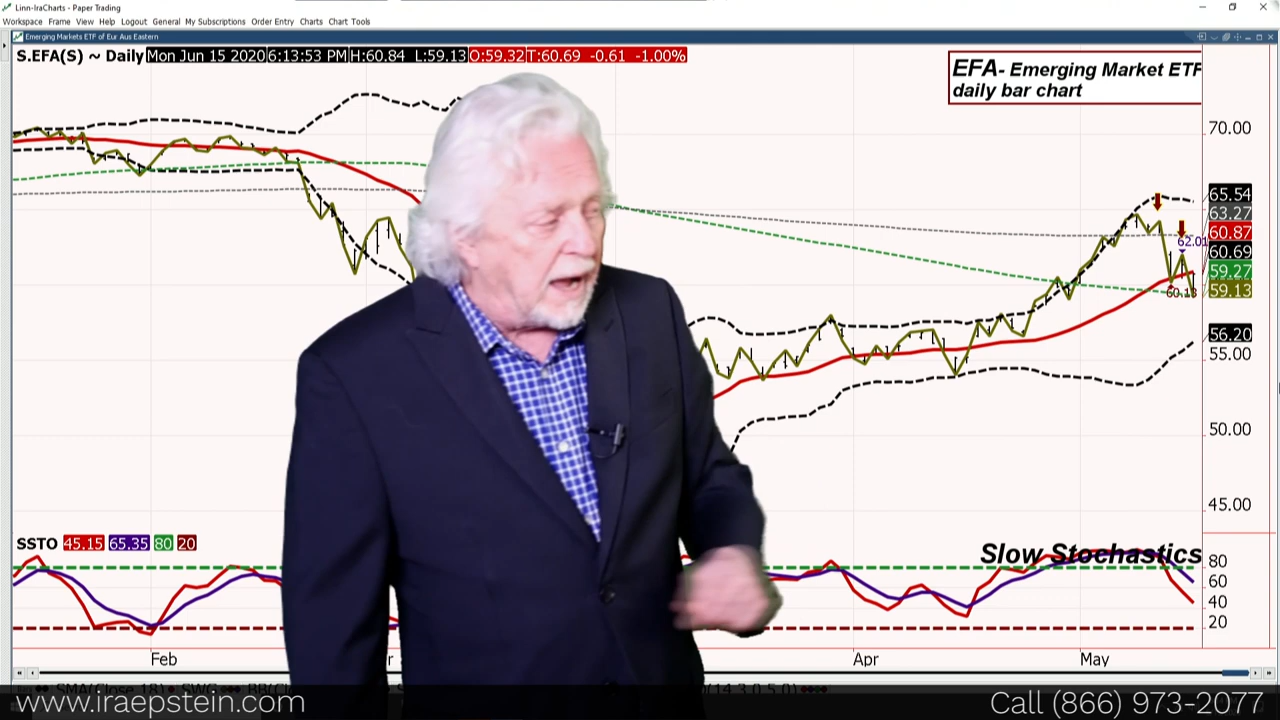 Linn-IraCharts - Paper Trading
Workspace Frame View Help Logout General My Subscriptions Order Entry Charts Chart Tools
Emerging Markets ETF of Eur Aus Eastern
S.EFA(S) ~ Daily Mon Jun 15 2020 6:13:53 PM H:60.84 L:59.13 O:59.32 T:60.69 -0.61 -1.00%
EFA- Emerging Market ETF
daily bar chart
70.00
65.54
63.27
62.01
60.87
60.69
59.27
60.13
59.13
56.20
55.00
50.00
45.00
SSTO 45.15 65.35 80 20
Slow Stochastics
80
60
40
20
Feb
Apr
May
www.iraepstein.com
Call (866) 973-2077